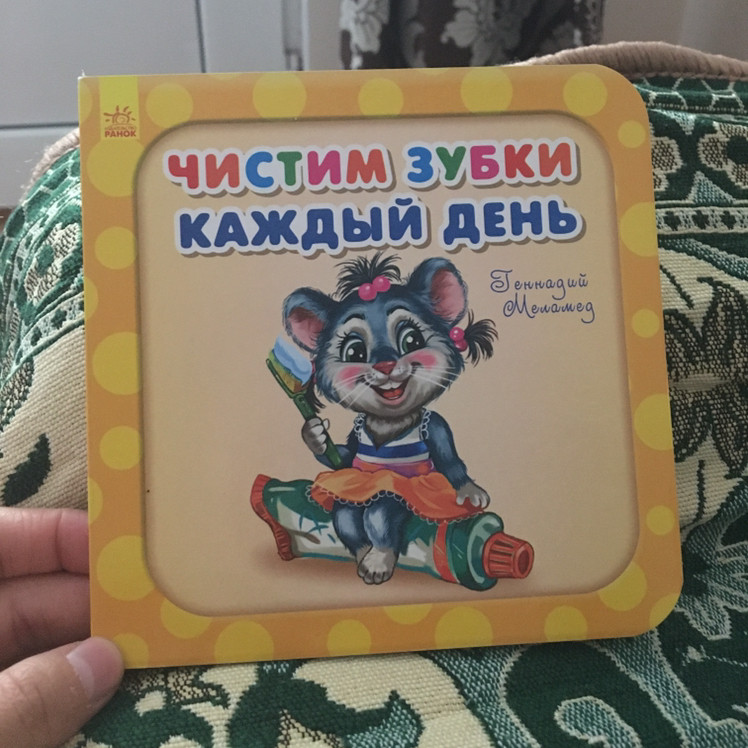 РАНОК
ЧИСТИМ ЗУБКИ
КАЖДЫЙ ДЕНЬ
Геннадий
Меламед